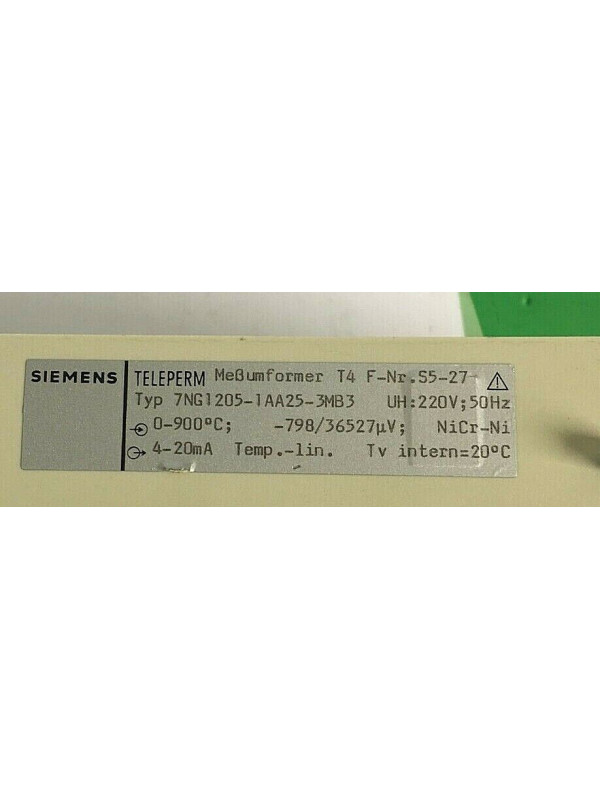 SIEMENS TELEPERM Meßumformer T4 F-Nr.S5-27-
Typ 7NG1205-1AA25-3MB3 UH:220V;50Hz
0-900°C; -798/36527µV; NiCr-Ni
4-20mA Temp.-lin. Tv intern=20°C